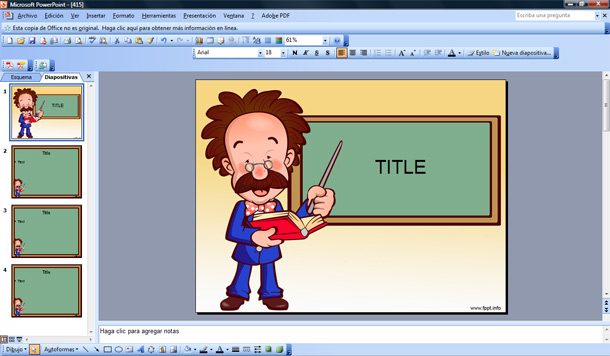 Microsoft PowerPoint - [415]
Archivo Edición Ver Insertar Formato Herramientas Presentación Ventana ? Adobe PDF
Escriba una pregunta
Esta copia de Office no es original. Haga clic aquí para obtener más información en línea.
61%
Arial 18 N K S S A A A Estilo Nueva diapositiva...
Esquema Diapositivas
1
TITLE
2
Title
Text
3
Title
Text
4
Title
Text
TITLE
www.fppt.info
Haga clic para agregar notas
Dibujo Autoformas